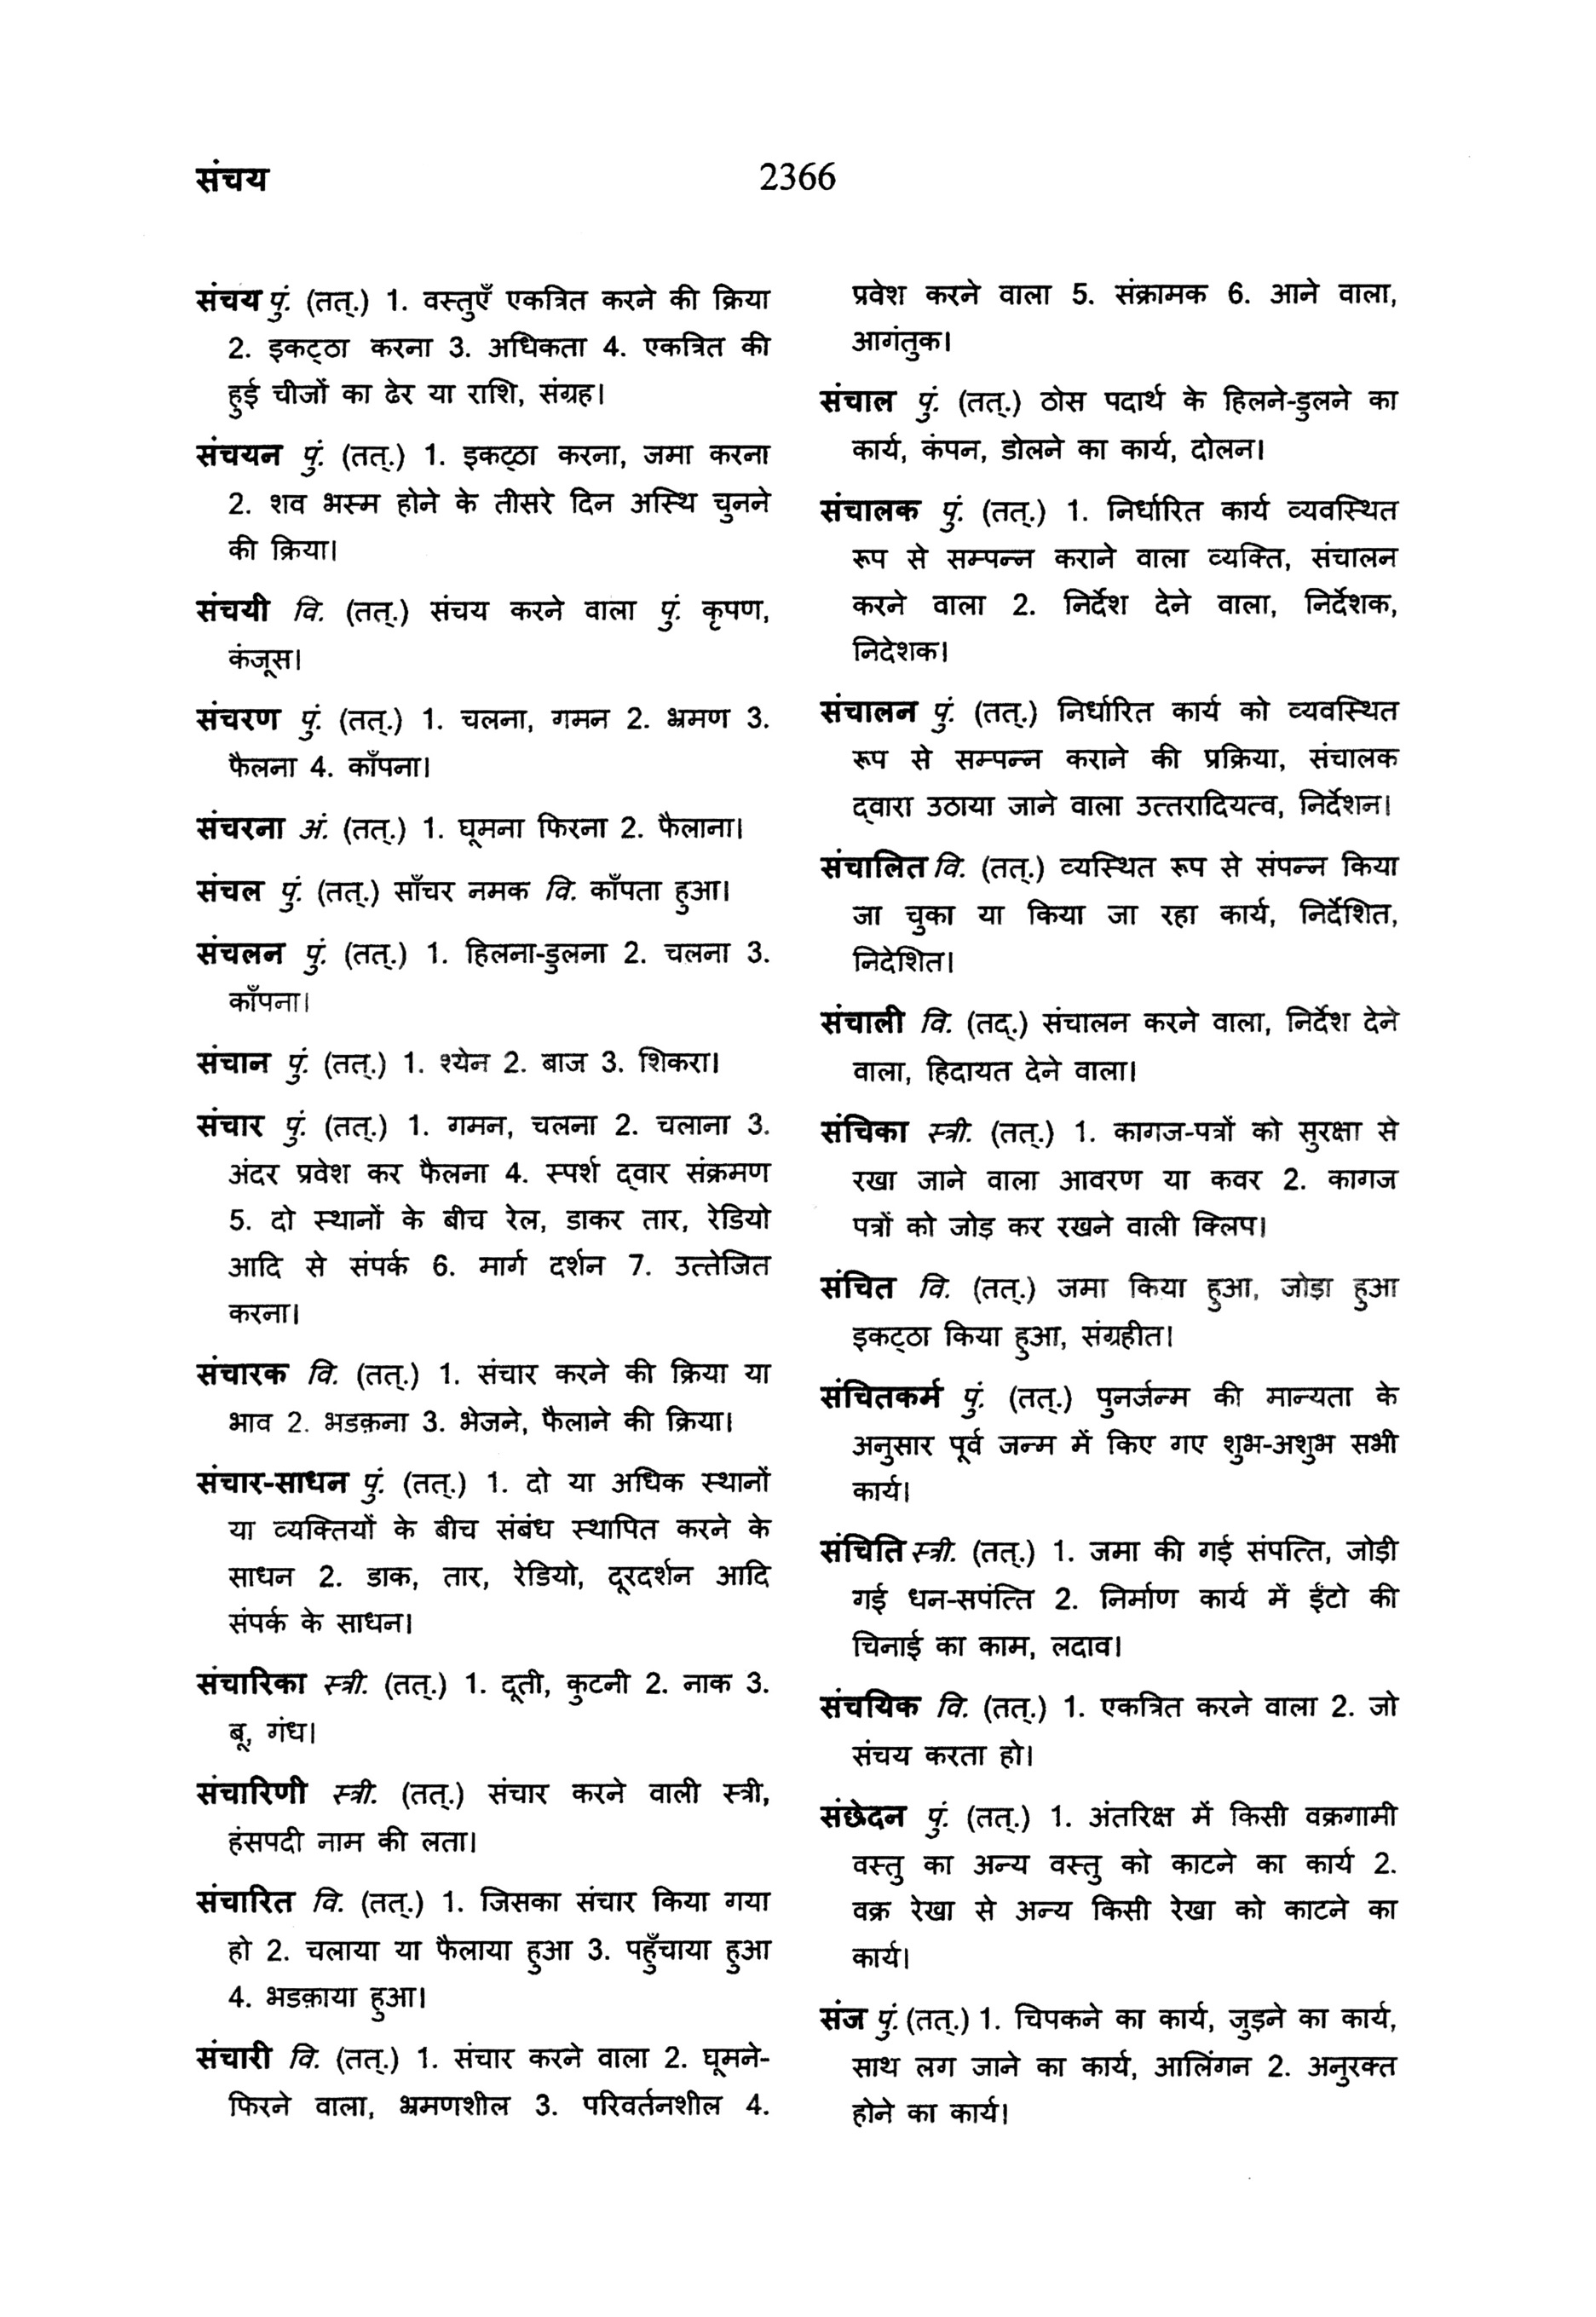 संचय
2366
संचय पुं. (तत्.) 1. वस्तुएँ एकत्रित करने की क्रिया
2. इकट्ठा करना 3. अधिकता 4. एकत्रित की
हुई चीजों का ढेर या राशि, संग्रह।
संचयन पुं. (तत्.) 1. इकट्ठा करना, जमा करना
2. शव भस्म होने के तीसरे दिन अस्थि चुनने
की क्रिया।
संचयी वि. (तत्.) संचय करने वाला पुं. कृपण,
कंजूस।
संचरण पुं. (तत्.) 1. चलना, गमन 2. भ्रमण 3.
फैलना 4. काँपना।
संचरना अं. (तत्.) 1. घूमना फिरना 2. फैलाना।
संचल पुं. (तत्.) साँचर नमक वि. काँपता हुआ।
संचलन पुं. (तत्.) 1. हिलना-डुलना 2. चलना 3.
काँपना।
संचान पुं. (तत्.) 1. श्येन 2. बाज 3. शिकरा।
संचार पुं. (तत्.) 1. गमन, चलना 2. चलाना 3.
अंदर प्रवेश कर फैलना 4. स्पर्श द्वार संक्रमण
5. दो स्थानों के बीच रेल, डाकर तार, रेडियो
आदि से संपर्क 6. मार्ग दर्शन 7. उत्तेजित
करना।
संचारक वि. (तत्.) 1. संचार करने की क्रिया या
भाव 2. भडक़ना 3. भेजने, फैलाने की क्रिया।
संचार-साधन पुं. (तत्.) 1. दो या अधिक स्थानों
या व्यक्तियों के बीच संबंध स्थापित करने के
साधन 2. डाक, तार, रेडियो, दूरदर्शन आदि
संपर्क के साधन।
संचारिका स्त्री. (तत्.) 1. दूती, कुटनी 2. नाक 3.
बू, गंध।
संचारिणी स्त्री. (तत्.) संचार करने वाली स्त्री,
हंसपदी नाम की लता।
संचारित वि. (तत्.) 1. जिसका संचार किया गया
हो 2. चलाया या फैलाया हुआ 3. पहुँचाया हुआ
4. भडक़ाया हुआ।
संचारी वि. (तत्.) 1. संचार करने वाला 2. घूमने-
फिरने वाला, भ्रमणशील 3. परिवर्तनशील 4.
प्रवेश करने वाला 5. संक्रामक 6. आने वाला,
आगंतुक।
संचाल पुं. (तत्.) ठोस पदार्थ के हिलने-डुलने का
कार्य, कंपन, डोलने का कार्य, दोलन।
संचालक पुं. (तत्.) 1. निर्धारित कार्य व्यवस्थित
रूप से सम्पन्न कराने वाला व्यक्ति, संचालन
करने वाला 2. निर्देश देने वाला, निर्देशक,
निदेशक।
संचालन पुं. (तत्.) निर्धारित कार्य को व्यवस्थित
रूप से सम्पन्न कराने की प्रक्रिया, संचालक
द्वारा उठाया जाने वाला उत्तरादियत्व, निर्देशन।
संचालित वि. (तत्.) व्यस्थित रूप से संपन्न किया
जा चुका या किया जा रहा कार्य, निर्देशित,
निदेशित।
संचाली वि. (तद्.) संचालन करने वाला, निर्देश देने
वाला, हिदायत देने वाला।
संचिका स्त्री. (तत्.) 1. कागज-पत्रों को सुरक्षा से
रखा जाने वाला आवरण या कवर 2. कागज
पत्रों को जोड़ कर रखने वाली क्लिप।
संचित वि. (तत्.) जमा किया हुआ, जोड़ा हुआ
इकट्ठा किया हुआ, संग्रहीत।
संचितकर्म पुं. (तत्.) पुनर्जन्म की मान्यता के
अनुसार पूर्व जन्म में किए गए शुभ-अशुभ सभी
कार्य।
संचिति स्त्री. (तत्.) 1. जमा की गई संपत्ति, जोड़ी
गई धन-सपंत्ति 2. निर्माण कार्य में ईंटो की
चिनाई का काम, लदाव।
संचयिक वि. (तत्.) 1. एकत्रित करने वाला 2. जो
संचय करता हो।
संछेदन पुं. (तत्.) 1. अंतरिक्ष में किसी वक्रगामी
वस्तु का अन्य वस्तु को काटने का कार्य 2.
वक्र रेखा से अन्य किसी रेखा को काटने का
कार्य।
संज पुं. (तत्.) 1. चिपकने का कार्य, जुड़ने का कार्य,
साथ लग जाने का कार्य, आलिंगन 2. अनुरक्त
होने का कार्य।